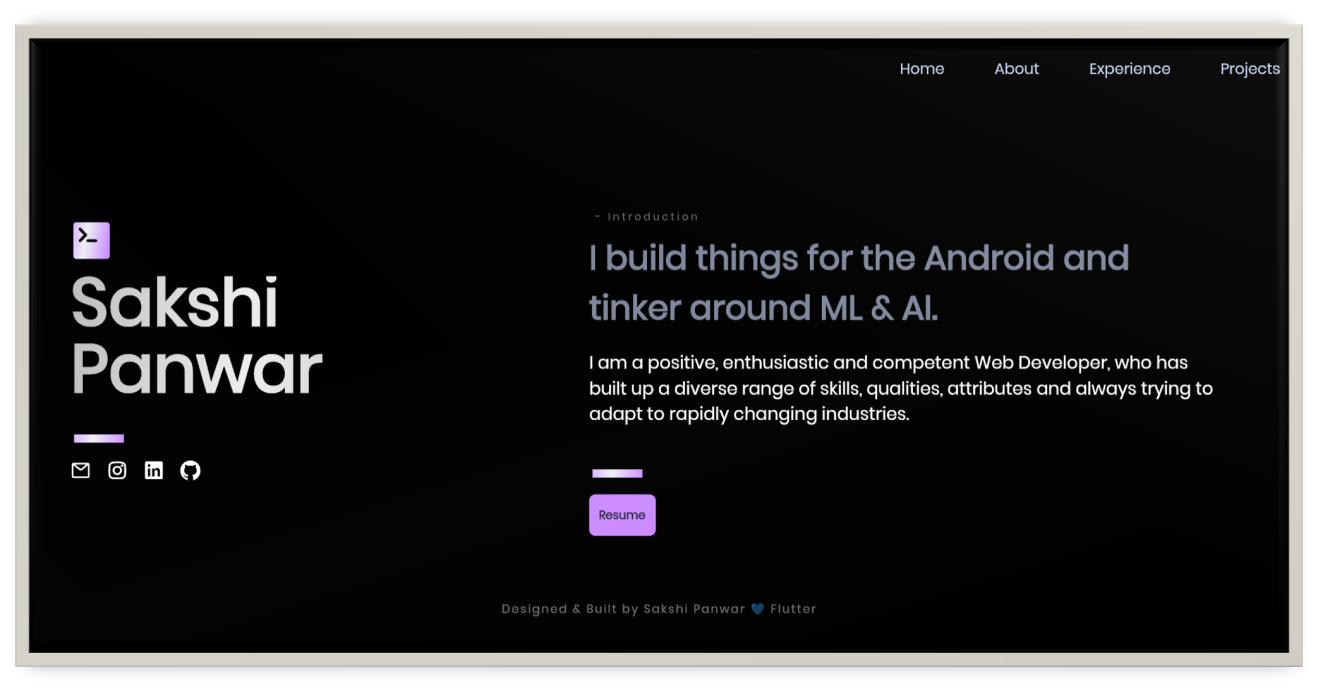 Home About Experience Projects
Sakshi
Panwar
- Introduction
I build things for the Android and
tinker around ML & AI.
I am a positive, enthusiastic and competent Web Developer, who has
built up a diverse range of skills, qualities, attributes and always trying to
adapt to rapidly changing industries.
Resume
Designed & Built by Sakshi Panwar 💙 Flutter